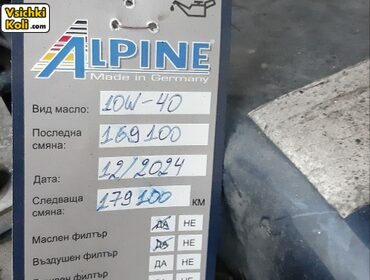 Vsichki
Koli .com
ALPINE
Made in Germany
Вид масло: 10W-40
Последна
смяна: 169100
Дата: 12/2024
Следваща
смяна: 179100 КМ
Маслен филтър ДА НЕ
Въздушен филтър ДА НЕ
ДА НЕ